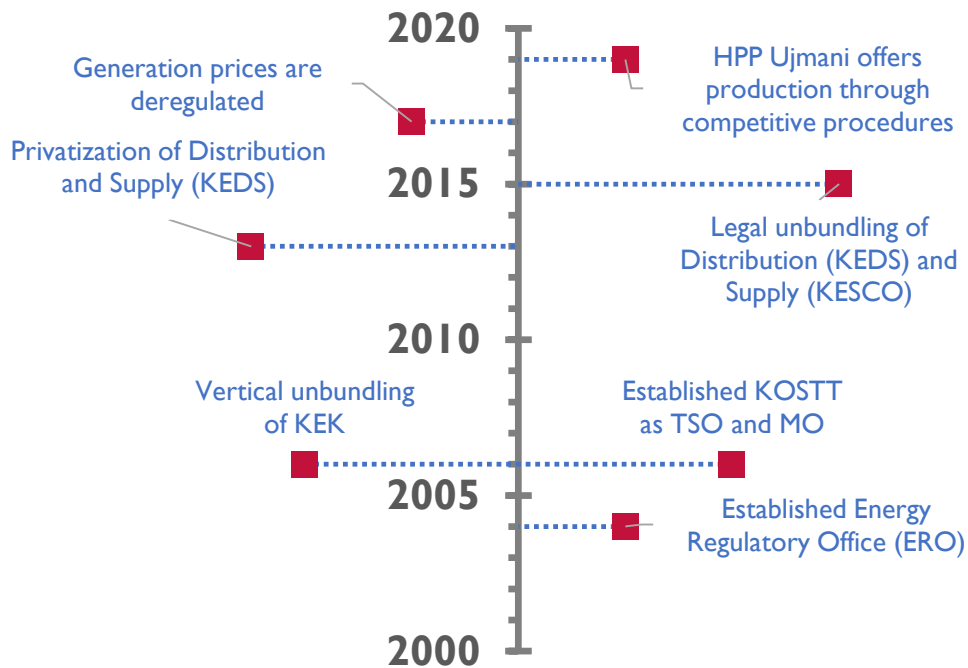 2020
Generation prices are
deregulated
HPP Ujmani offers
production through
competitive procedures
Privatization of Distribution
and Supply (KEDS)
2015
Legal unbundling of
Distribution (KEDS) and
Supply (KESCO)
2010
Vertical unbundling
of KEK
Established KOSTT
as TSO and MO
2005
Established Energy
Regulatory Office (ERO)
2000